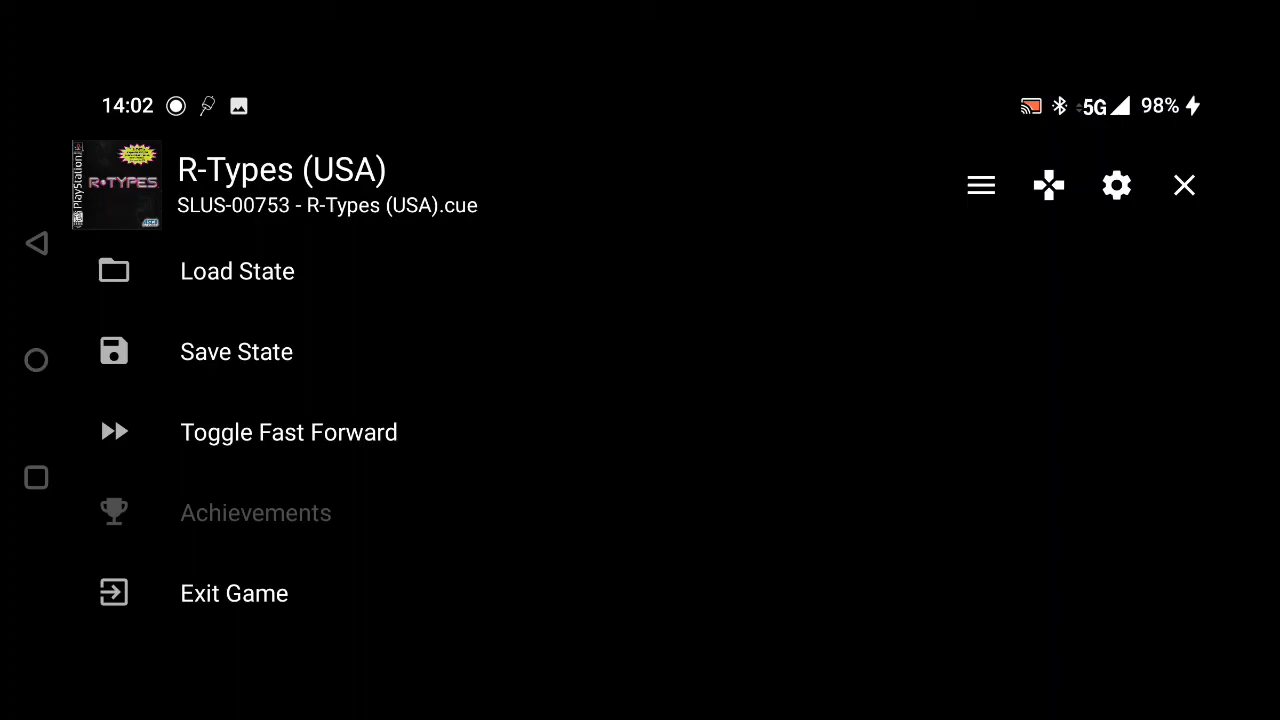 14:02
5G
98%
PlayStation
R-TYPES
R-Types (USA)
SLUS-00753 - R-Types (USA).cue
Load State
Save State
Toggle Fast Forward
Achievements
Exit Game